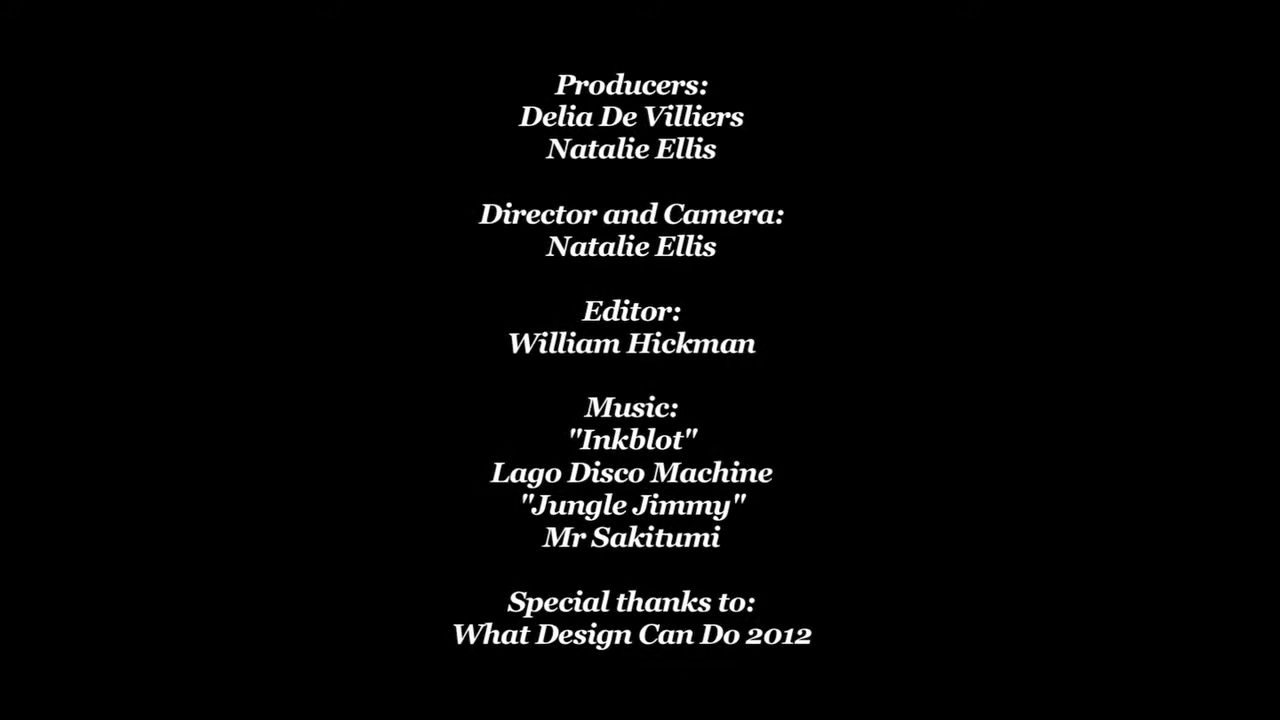 Producers:
Delia De Villiers
Natalie Ellis
Director and Camera:
Natalie Ellis
Editor:
William Hickman
Music:
"Inkblot"
Lago Disco Machine
"Jungle Jimmy"
Mr Sakitumi
Special thanks to:
What Design Can Do 2012